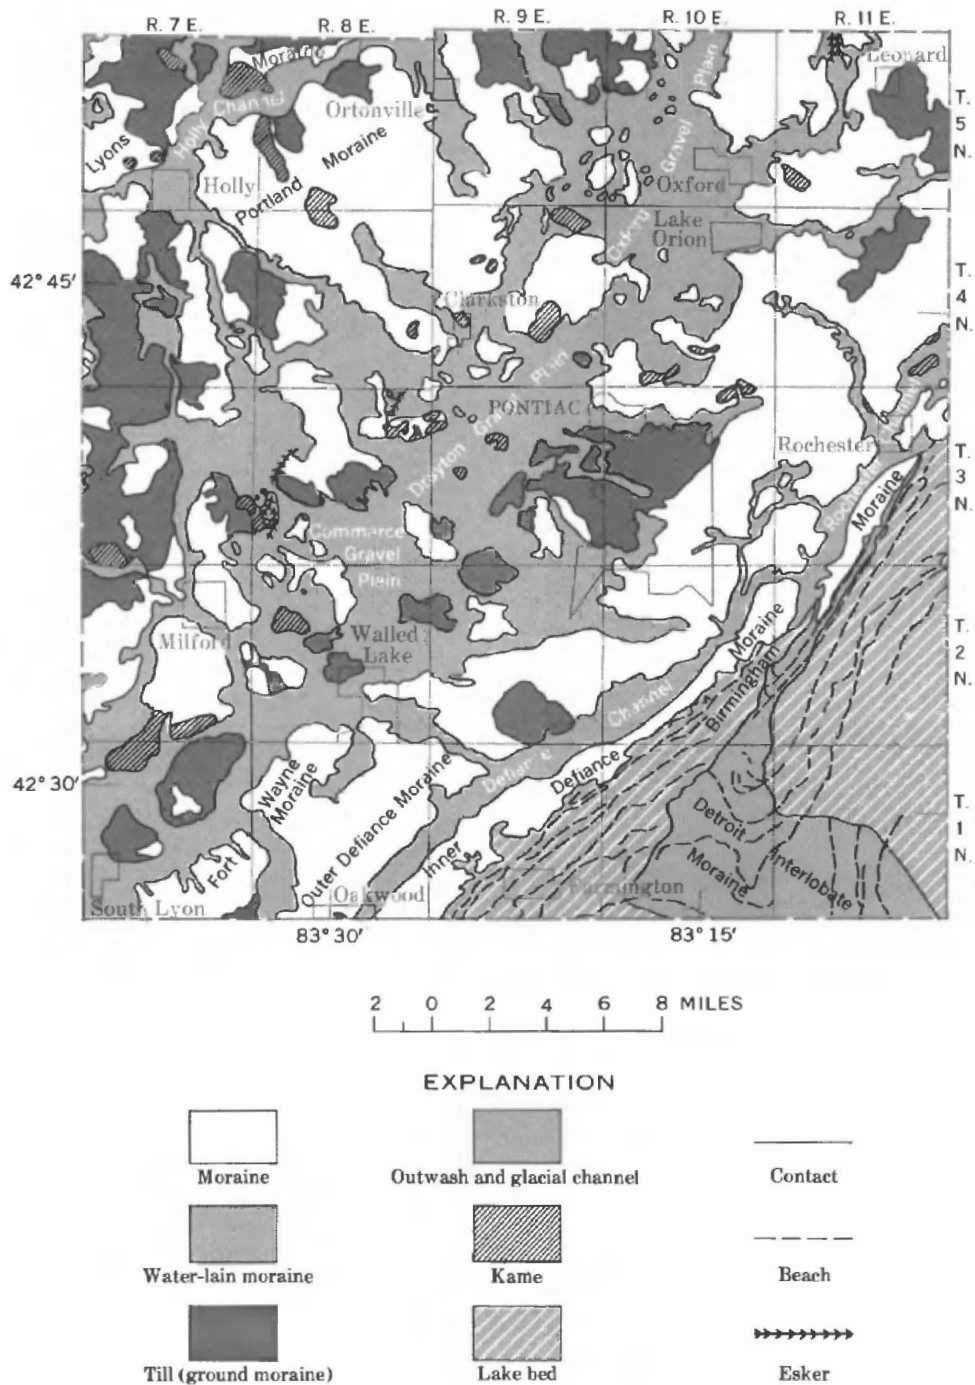 R. 7 E. R. 8 E. R. 9 E. R. 10 E. R. 11 E.
Moraine
Leonard
Plain
Channel
Ortonville
T.
5
N.
Lyons
Holly
Moraine
Gravel
Holly
Portland
Oxford
Lake
Orion
Oxford
42° 45'
T.
4
N.
Clarkston
Plain
PONTIAC
Gravel
Channel
Rochester
Drayton
T.
3
N.
Rochester
Moraine
Commerce
Gravel
Plain
Milford
Walled
Lake
T.
2
N.
Moraine
Birmingham
Channel
Defiance
Defiance
42° 30'
Wayne
Moraine
Outer Defiance Moraine
Inner
Detroit
T.
1
N.
Fort
Moraine
Interlobate
South Lyon
Oakwood
Farmington
83° 30' 83° 15'
2 0 2 4 6 8 MILES
EXPLANATION
Moraine
Outwash and glacial channel
Contact
Water-lain moraine
Kame
Beach
Till (ground moraine)
Lake bed
Esker